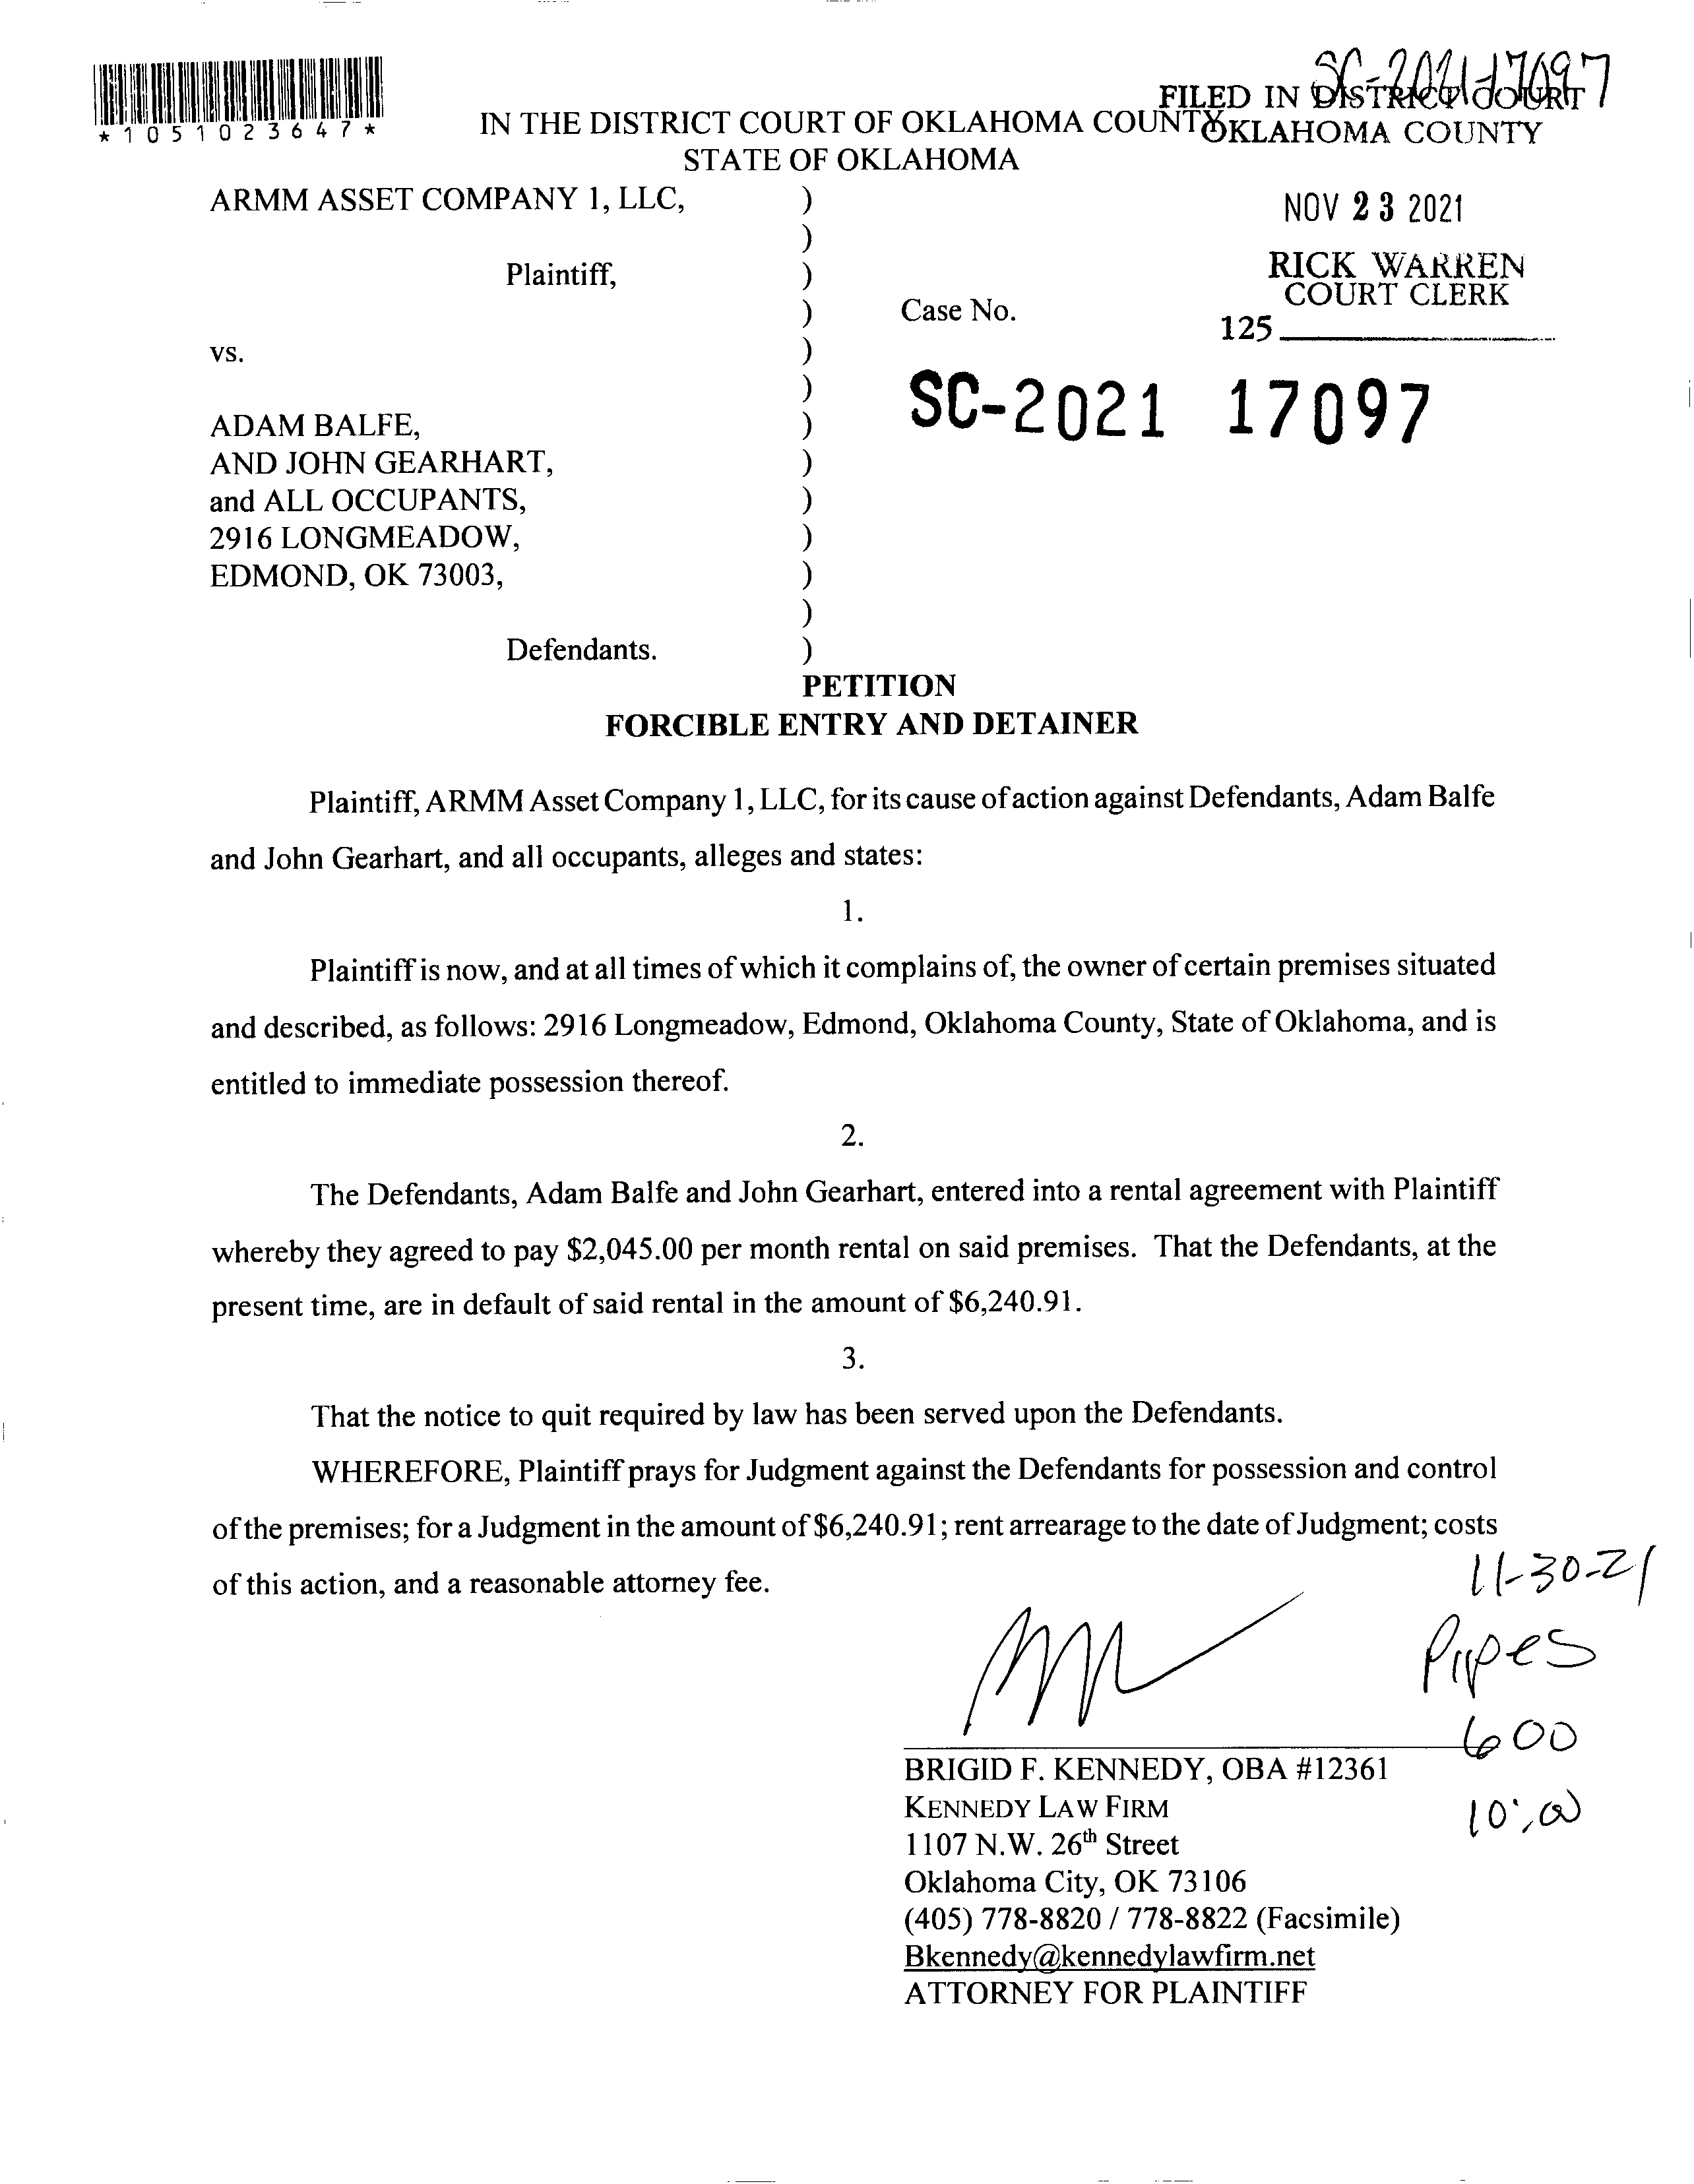 SC-2021-17097
FILED IN DISTRICT COURT
OKLAHOMA COUNTY
*1051023647*
IN THE DISTRICT COURT OF OKLAHOMA COUNTY
STATE OF OKLAHOMA
NOV 23 2021
RICK WARREN
COURT CLERK
125
ARMM ASSET COMPANY 1, LLC, )
)
Plaintiff, )
) Case No.
vs. )
) SC-2021 17097
ADAM BALFE, )
AND JOHN GEARHART, )
and ALL OCCUPANTS, )
2916 LONGMEADOW, )
EDMOND, OK 73003, )
)
Defendants. )
PETITION
FORCIBLE ENTRY AND DETAINER
Plaintiff, ARMM Asset Company 1, LLC, for its cause of action against Defendants, Adam Balfe
and John Gearhart, and all occupants, alleges and states:
1.
Plaintiff is now, and at all times of which it complains of, the owner of certain premises situated
and described, as follows: 2916 Longmeadow, Edmond, Oklahoma County, State of Oklahoma, and is
entitled to immediate possession thereof.
2.
The Defendants, Adam Balfe and John Gearhart, entered into a rental agreement with Plaintiff
whereby they agreed to pay $2,045.00 per month rental on said premises. That the Defendants, at the
present time, are in default of said rental in the amount of $6,240.91.
3.
That the notice to quit required by law has been served upon the Defendants.
WHEREFORE, Plaintiff prays for Judgment against the Defendants for possession and control
of the premises; for a Judgment in the amount of $6,240.91; rent arrearage to the date of Judgment; costs
of this action, and a reasonable attorney fee.
11-30-21
Pipes
600
10:00
BRIGID F. KENNEDY, OBA #12361
KENNEDY LAW FIRM
1107 N.W. 26th Street
Oklahoma City, OK 73106
(405) 778-8820 / 778-8822 (Facsimile)
Bkennedy@kennedylawfirm.net
ATTORNEY FOR PLAINTIFF